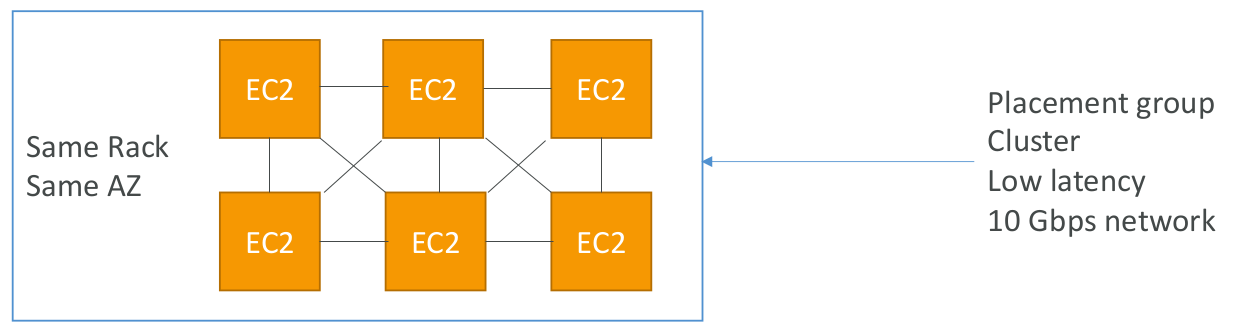 EC2 EC2 EC2
Same Rack
Same AZ
EC2 EC2 EC2
Placement group
Cluster
Low latency
10 Gbps network